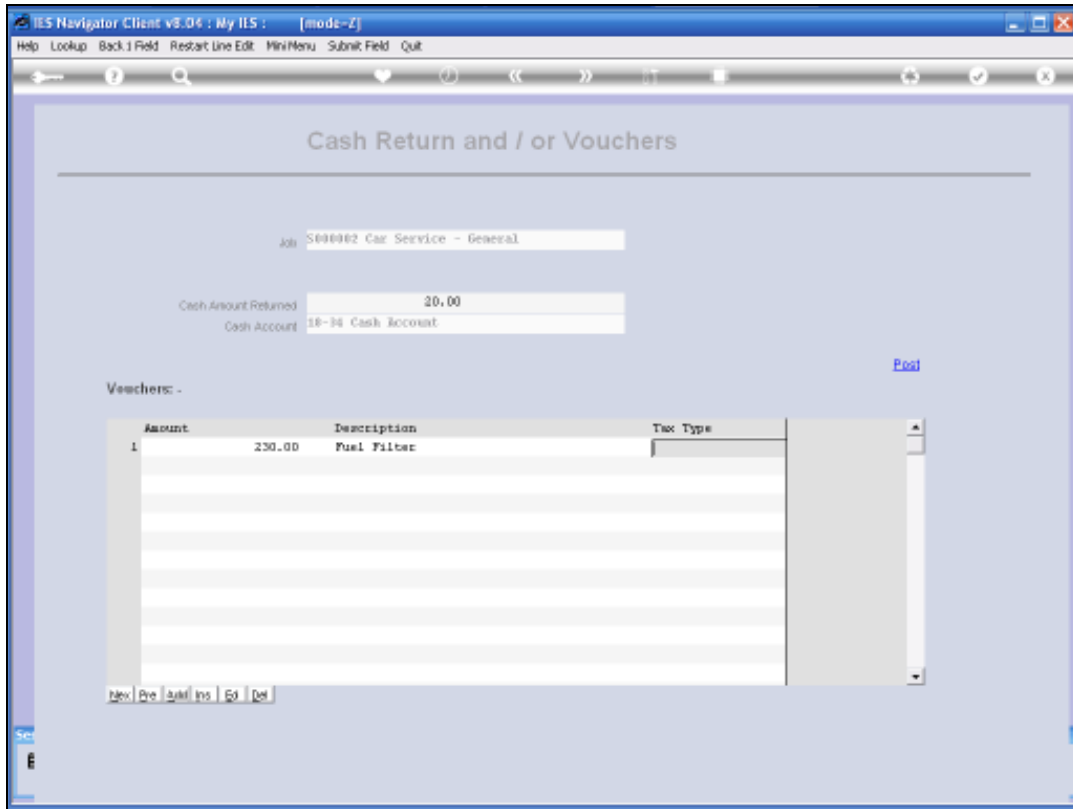 IES Navigator Client v8.04 : My IES : [mode=Z]
Help Lookup Back 1 Field Restart Line Edit MiniMenu Submit Field Quit
Cash Return and / or Vouchers
Job S000002 Car Service - General
Cash Amount Returned 20.00
Cash Account 18-34 Cash Account
Post
Vouchers: -
Amount Description Tax Type
1 230.00 Fuel Filter
Nex Pre Add Ins Ed Del